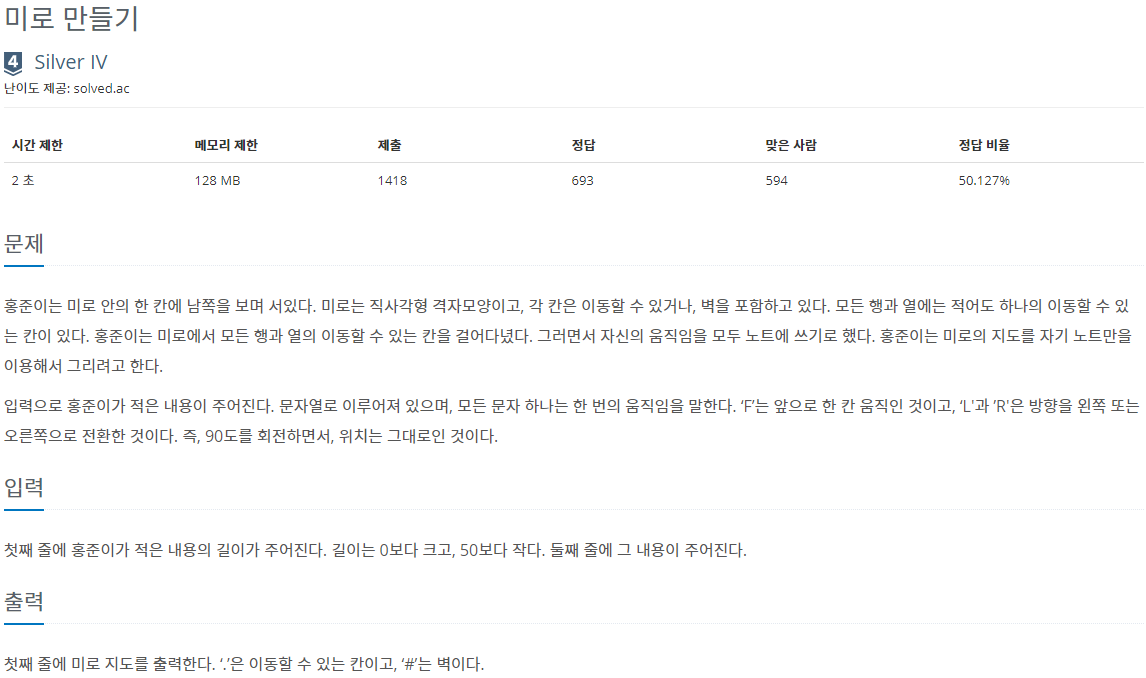 미로 만들기
4 Silver IV
난이도 제공: solved.ac
시간 제한 메모리 제한 제출 정답 맞은 사람 정답 비율
2 초 128 MB 1418 693 594 50.127%
문제
홍준이는 미로 안의 한 칸에 남쪽을 보며 서있다. 미로는 직사각형 격자모양이고, 각 칸은 이동할 수 있거나, 벽을 포함하고 있다. 모든 행과 열에는 적어도 하나의 이동할 수 있
는 칸이 있다. 홍준이는 미로에서 모든 행과 열의 이동할 수 있는 칸을 걸어다녔다. 그러면서 자신의 움직임을 모두 노트에 쓰기로 했다. 홍준이는 미로의 지도를 자기 노트만을
이용해서 그리려고 한다.
입력으로 홍준이가 적은 내용이 주어진다. 문자열로 이루어져 있으며, 모든 문자 하나는 한 번의 움직임을 말한다. ‘F’는 앞으로 한 칸 움직인 것이고, ‘L'과 ’R'은 방향을 왼쪽 또는
오른쪽으로 전환한 것이다. 즉, 90도를 회전하면서, 위치는 그대로인 것이다.
입력
첫째 줄에 홍준이가 적은 내용의 길이가 주어진다. 길이는 0보다 크고, 50보다 작다. 둘째 줄에 그 내용이 주어진다.
출력
첫째 줄에 미로 지도를 출력한다. ‘.’은 이동할 수 있는 칸이고, ‘#’는 벽이다.